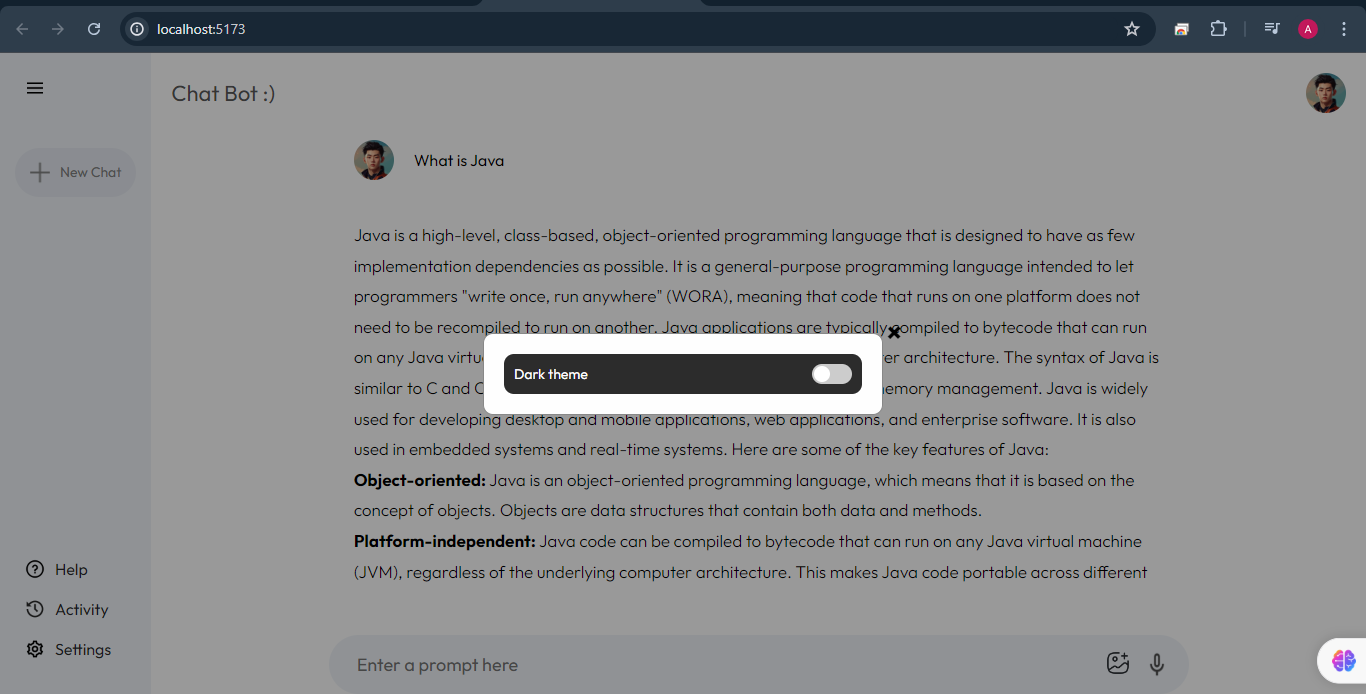 localhost:5173
A
Chat Bot :)
New Chat
What is Java
Java is a high-level, class-based, object-oriented programming language that is designed to have as few
implementation dependencies as possible. It is a general-purpose programming language intended to let
programmers "write once, run anywhere" (WORA), meaning that code that runs on one platform does not
need to be recompiled to run on another. Java applications are typically compiled to bytecode that can run
on any Java virtu er architecture. The syntax of Java is
Dark theme
similar to C and C emory management. Java is widely
used for developing desktop and mobile applications, web applications, and enterprise software. It is also
used in embedded systems and real-time systems. Here are some of the key features of Java:
Object-oriented: Java is an object-oriented programming language, which means that it is based on the
concept of objects. Objects are data structures that contain both data and methods.
Platform-independent: Java code can be compiled to bytecode that can run on any Java virtual machine
(JVM), regardless of the underlying computer architecture. This makes Java code portable across different
Help
Activity
Settings
Enter a prompt here